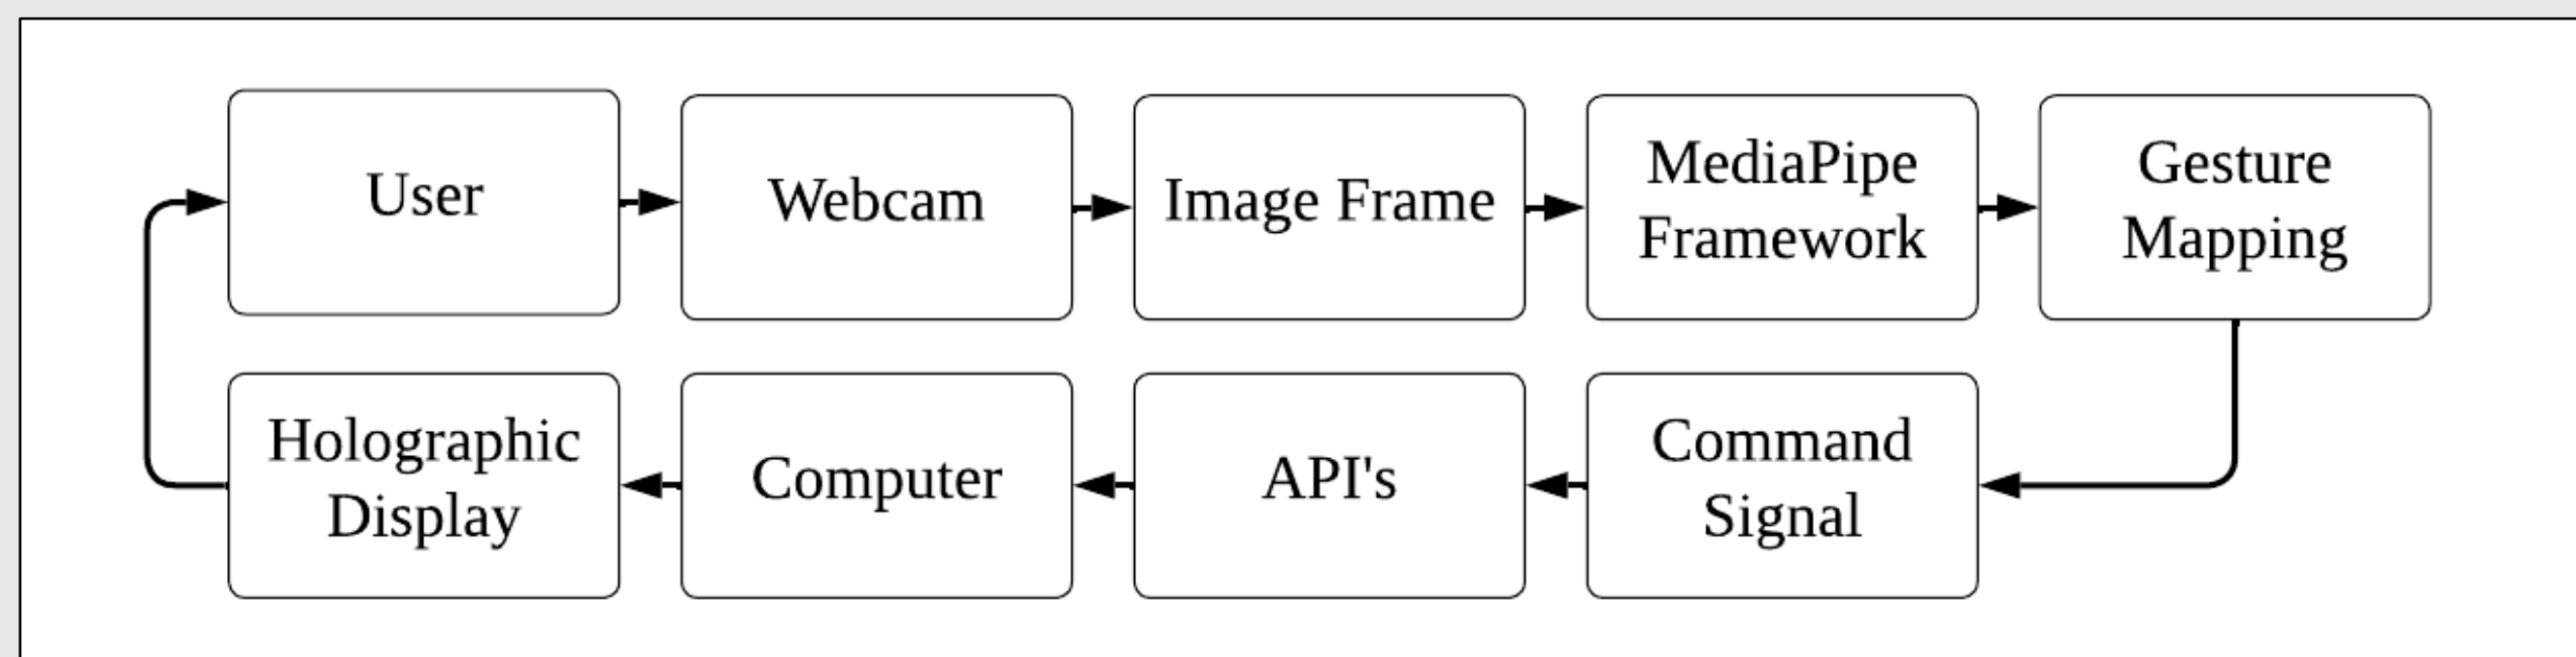 User
Webcam
Image Frame
MediaPipe
Framework
Gesture
Mapping
Holographic
Display
Computer
API's
Command
Signal